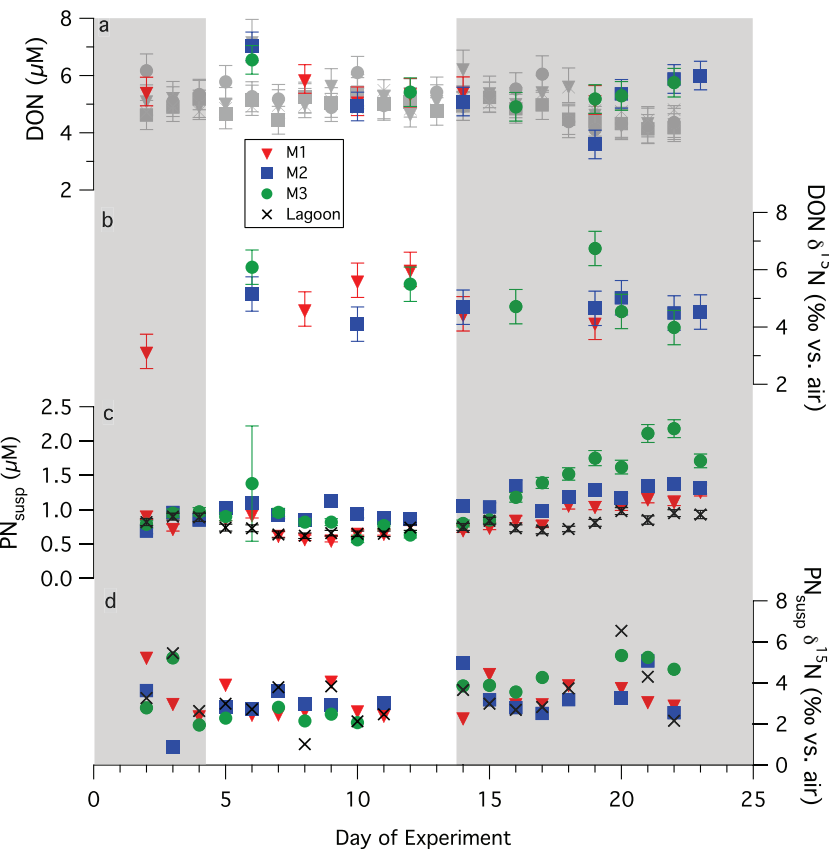 a
8
6
4
2
DON (µM)
M1
M2
M3
Lagoon
b
8
6
4
2
DON δ15N (‰ vs. air)
c
2.5
2.0
1.5
1.0
0.5
0.0
PNsusp (µM)
d
8
6
4
2
0
PNsusp δ15N (‰ vs. air)
0 5 10 15 20 25
Day of Experiment